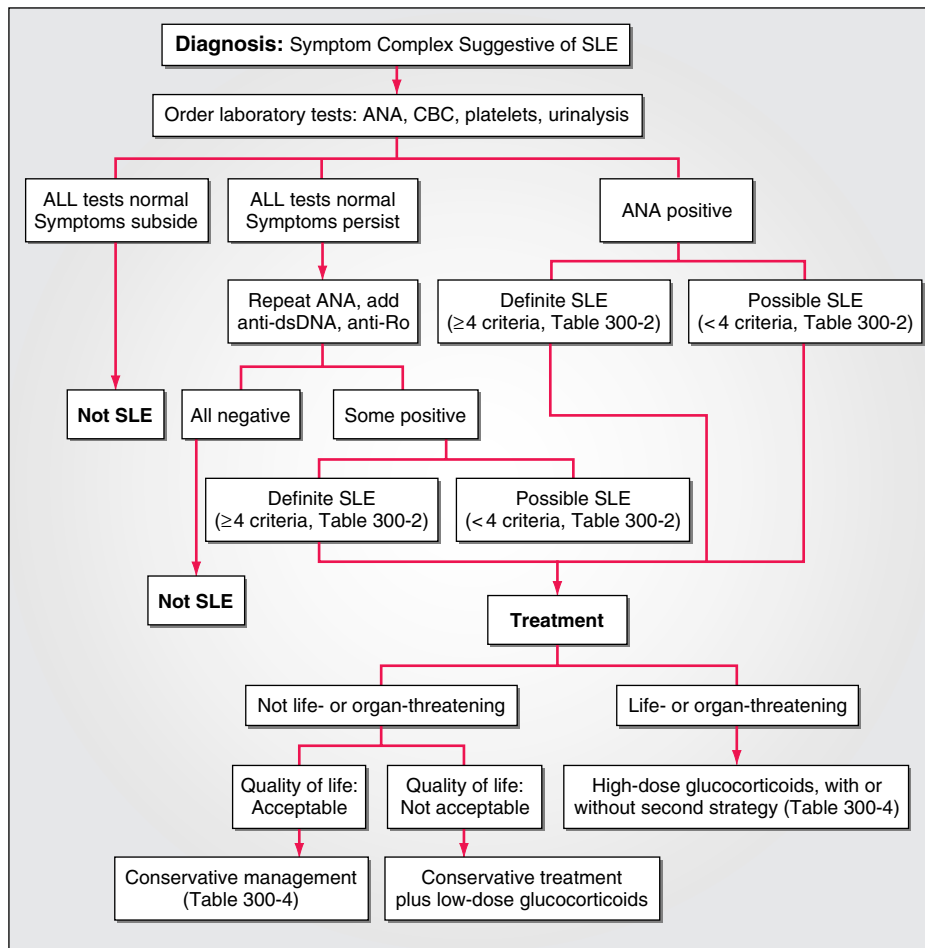 Diagnosis: Symptom Complex Suggestive of SLE
Order laboratory tests: ANA, CBC, platelets, urinalysis
ALL tests normal
Symptoms subside
ALL tests normal
Symptoms persist
ANA positive
Repeat ANA, add
anti-dsDNA, anti-Ro
Definite SLE
(≥4 criteria, Table 300-2)
Possible SLE
(<4 criteria, Table 300-2)
Not SLE
All negative
Some positive
Definite SLE
(≥4 criteria, Table 300-2)
Possible SLE
(<4 criteria, Table 300-2)
Not SLE
Treatment
Not life- or organ-threatening
Life- or organ-threatening
Quality of life:
Acceptable
Quality of life:
Not acceptable
High-dose glucocorticoids, with or
without second strategy (Table 300-4)
Conservative management
(Table 300-4)
Conservative treatment
plus low-dose glucocorticoids